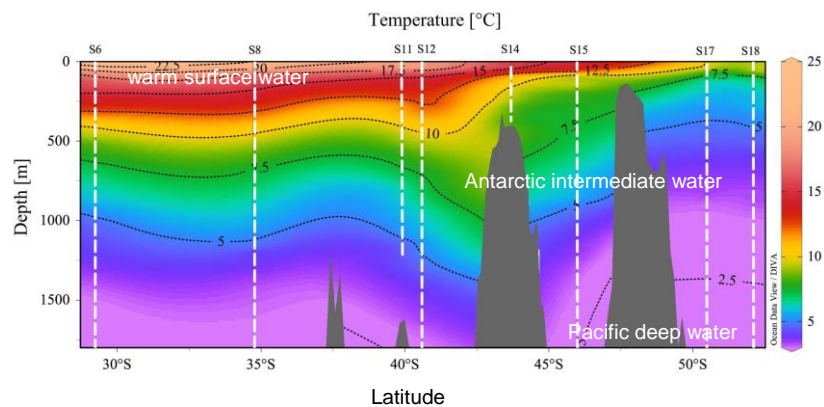 Temperature [°C]
S6 S8 S11 S12 S14 S15 S17 S18
0 500 1000 1500
Depth [m]
22.5 20 17.5 15 12.5
warm surface water
10 7.5 7.5
5
7.5
Antarctic intermediate water
5 5
2.5
Pacific deep water
30°S 35°S 40°S 45°S 50°S
Latitude
25
20
15
10
5
Ocean Data View / DIVA